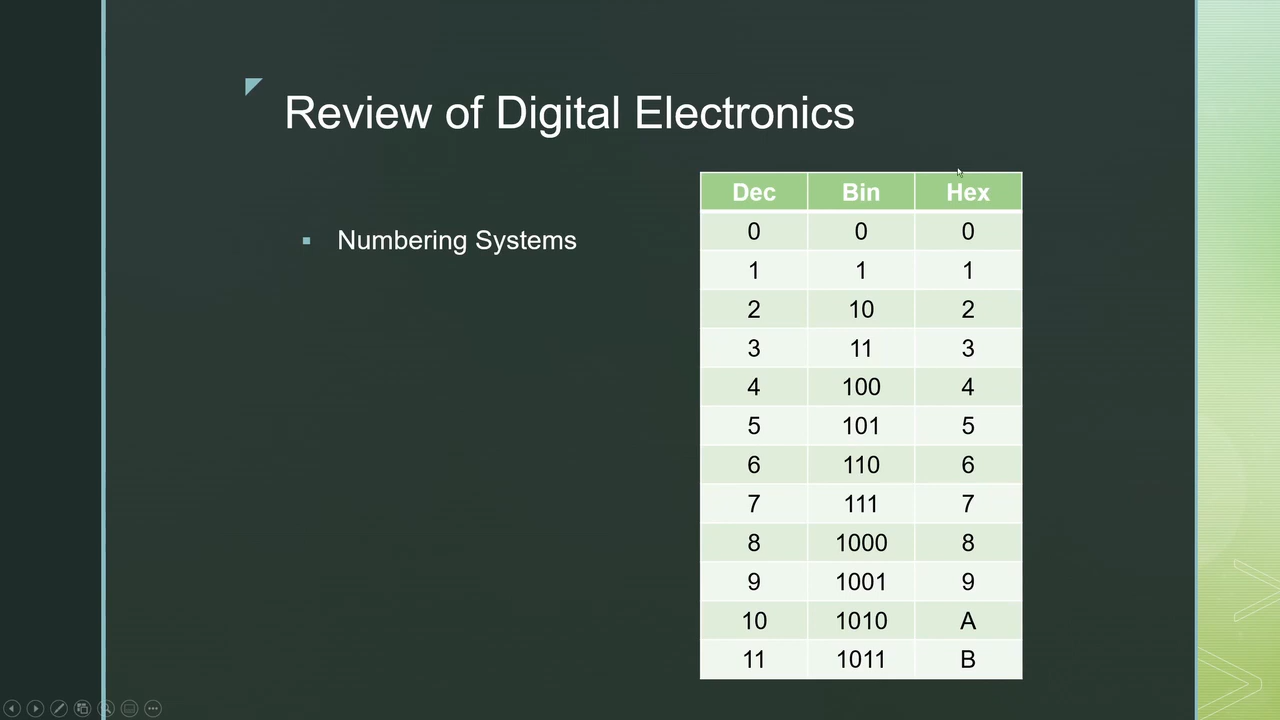 Review of Digital Electronics
Numbering Systems
Dec Bin Hex
0 0 0
1 1 1
2 10 2
3 11 3
4 100 4
5 101 5
6 110 6
7 111 7
8 1000 8
9 1001 9
10 1010 A
11 1011 B